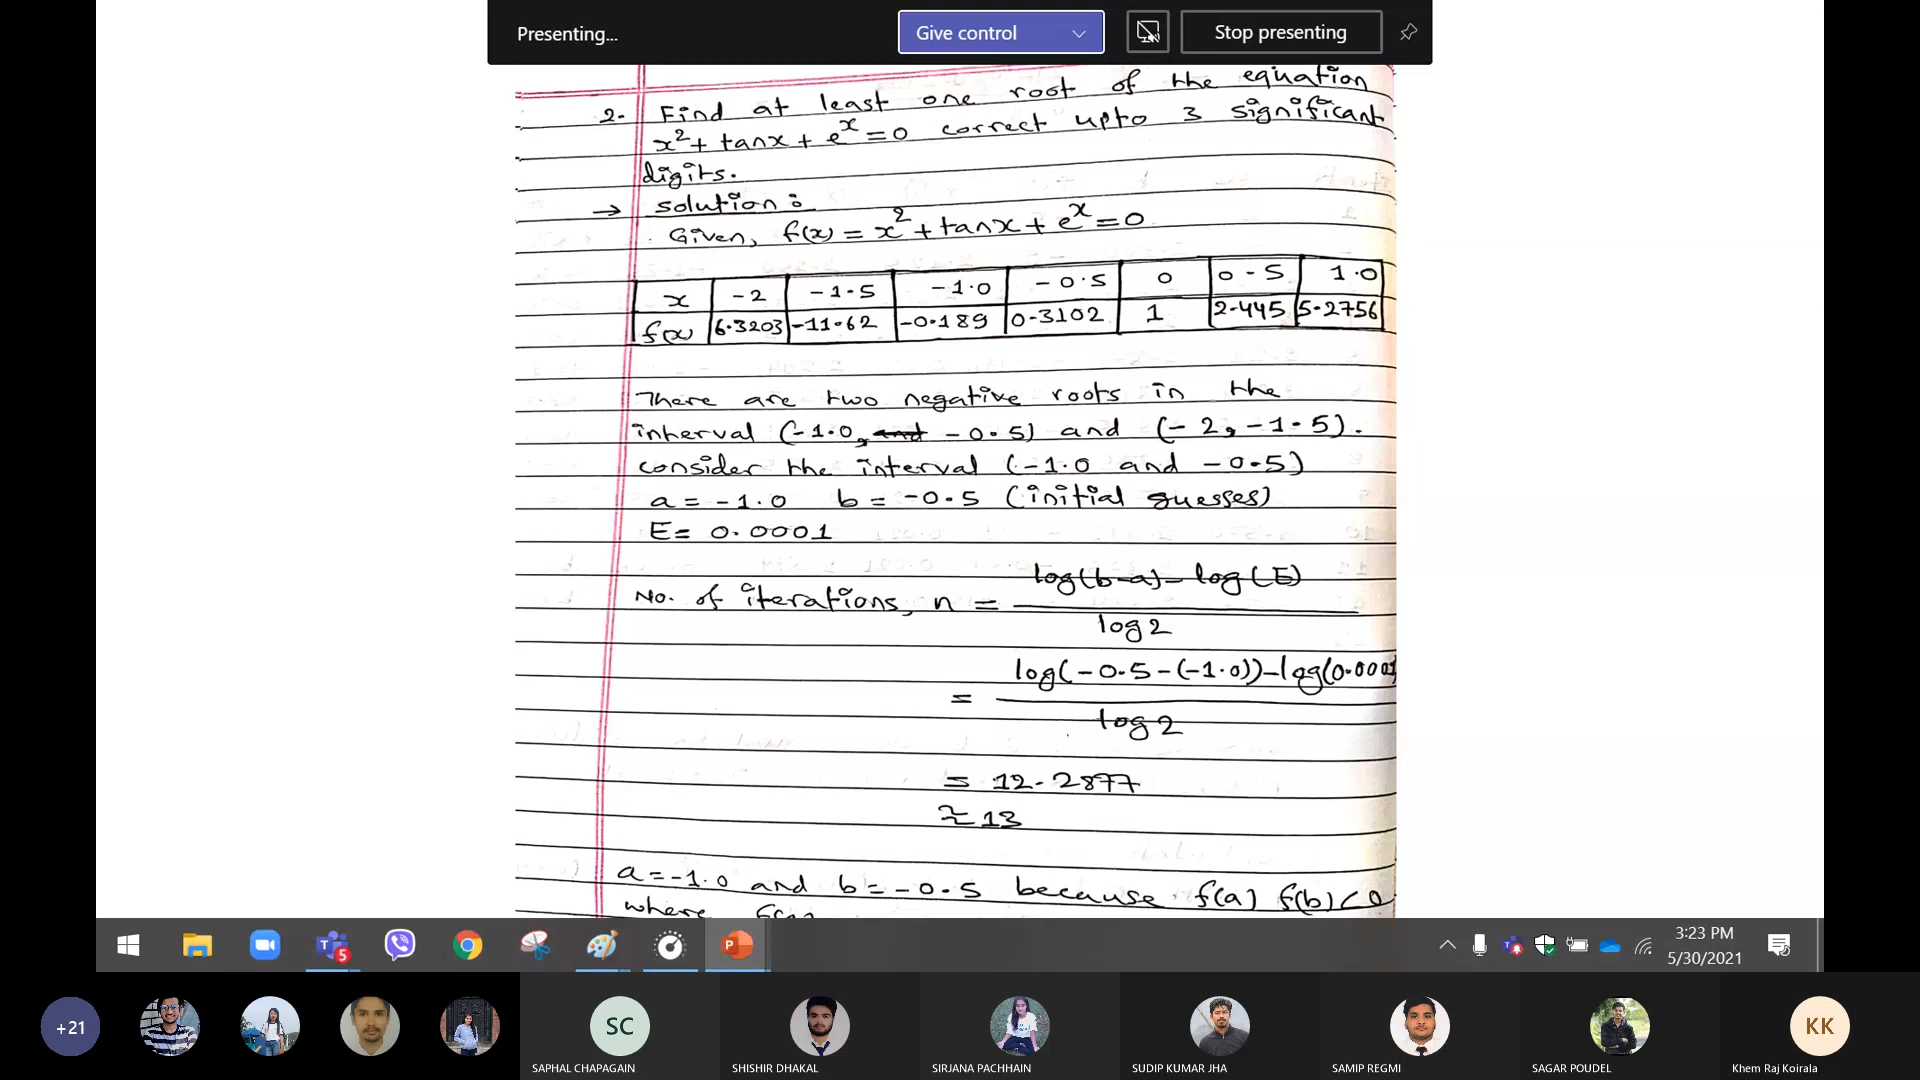 Presenting...
Give control
Stop presenting
2. Find at least one root of the equation
x²+ tanx + eˣ = 0 correct upto 3 significant
digits.
→ solution:
Given, f(x) = x² + tanx + eˣ = 0
x -2 -1.5 -1.0 -0.5 0 0.5 1.0
f(x) 6.3203 -11.62 -0.189 0.3102 1 2.445 5.2756
There are two negative roots in the
interval (-1.0, and -0.5) and (-2, -1.5).
consider the interval (-1.0 and -0.5)
a = -1.0 b = -0.5 (initial guesses)
E= 0.0001
log(b-a) - log(E)
No. of iterations, n =
log2
log(-0.5-(-1.0))-log(0.0001
=
log2
= 12.2877
≈ 13
a=-1.0 and b=-0.5 because f(a) f(b)<0
where
5
P
3:23 PM
5/30/2021
+21
SC
KK
SAPHAL CHAPAGAIN
SHISHIR DHAKAL
SIRJANA PACHHAIN
SUDIP KUMAR JHA
SAMIP REGMI
SAGAR POUDEL
Khem Raj Koirala